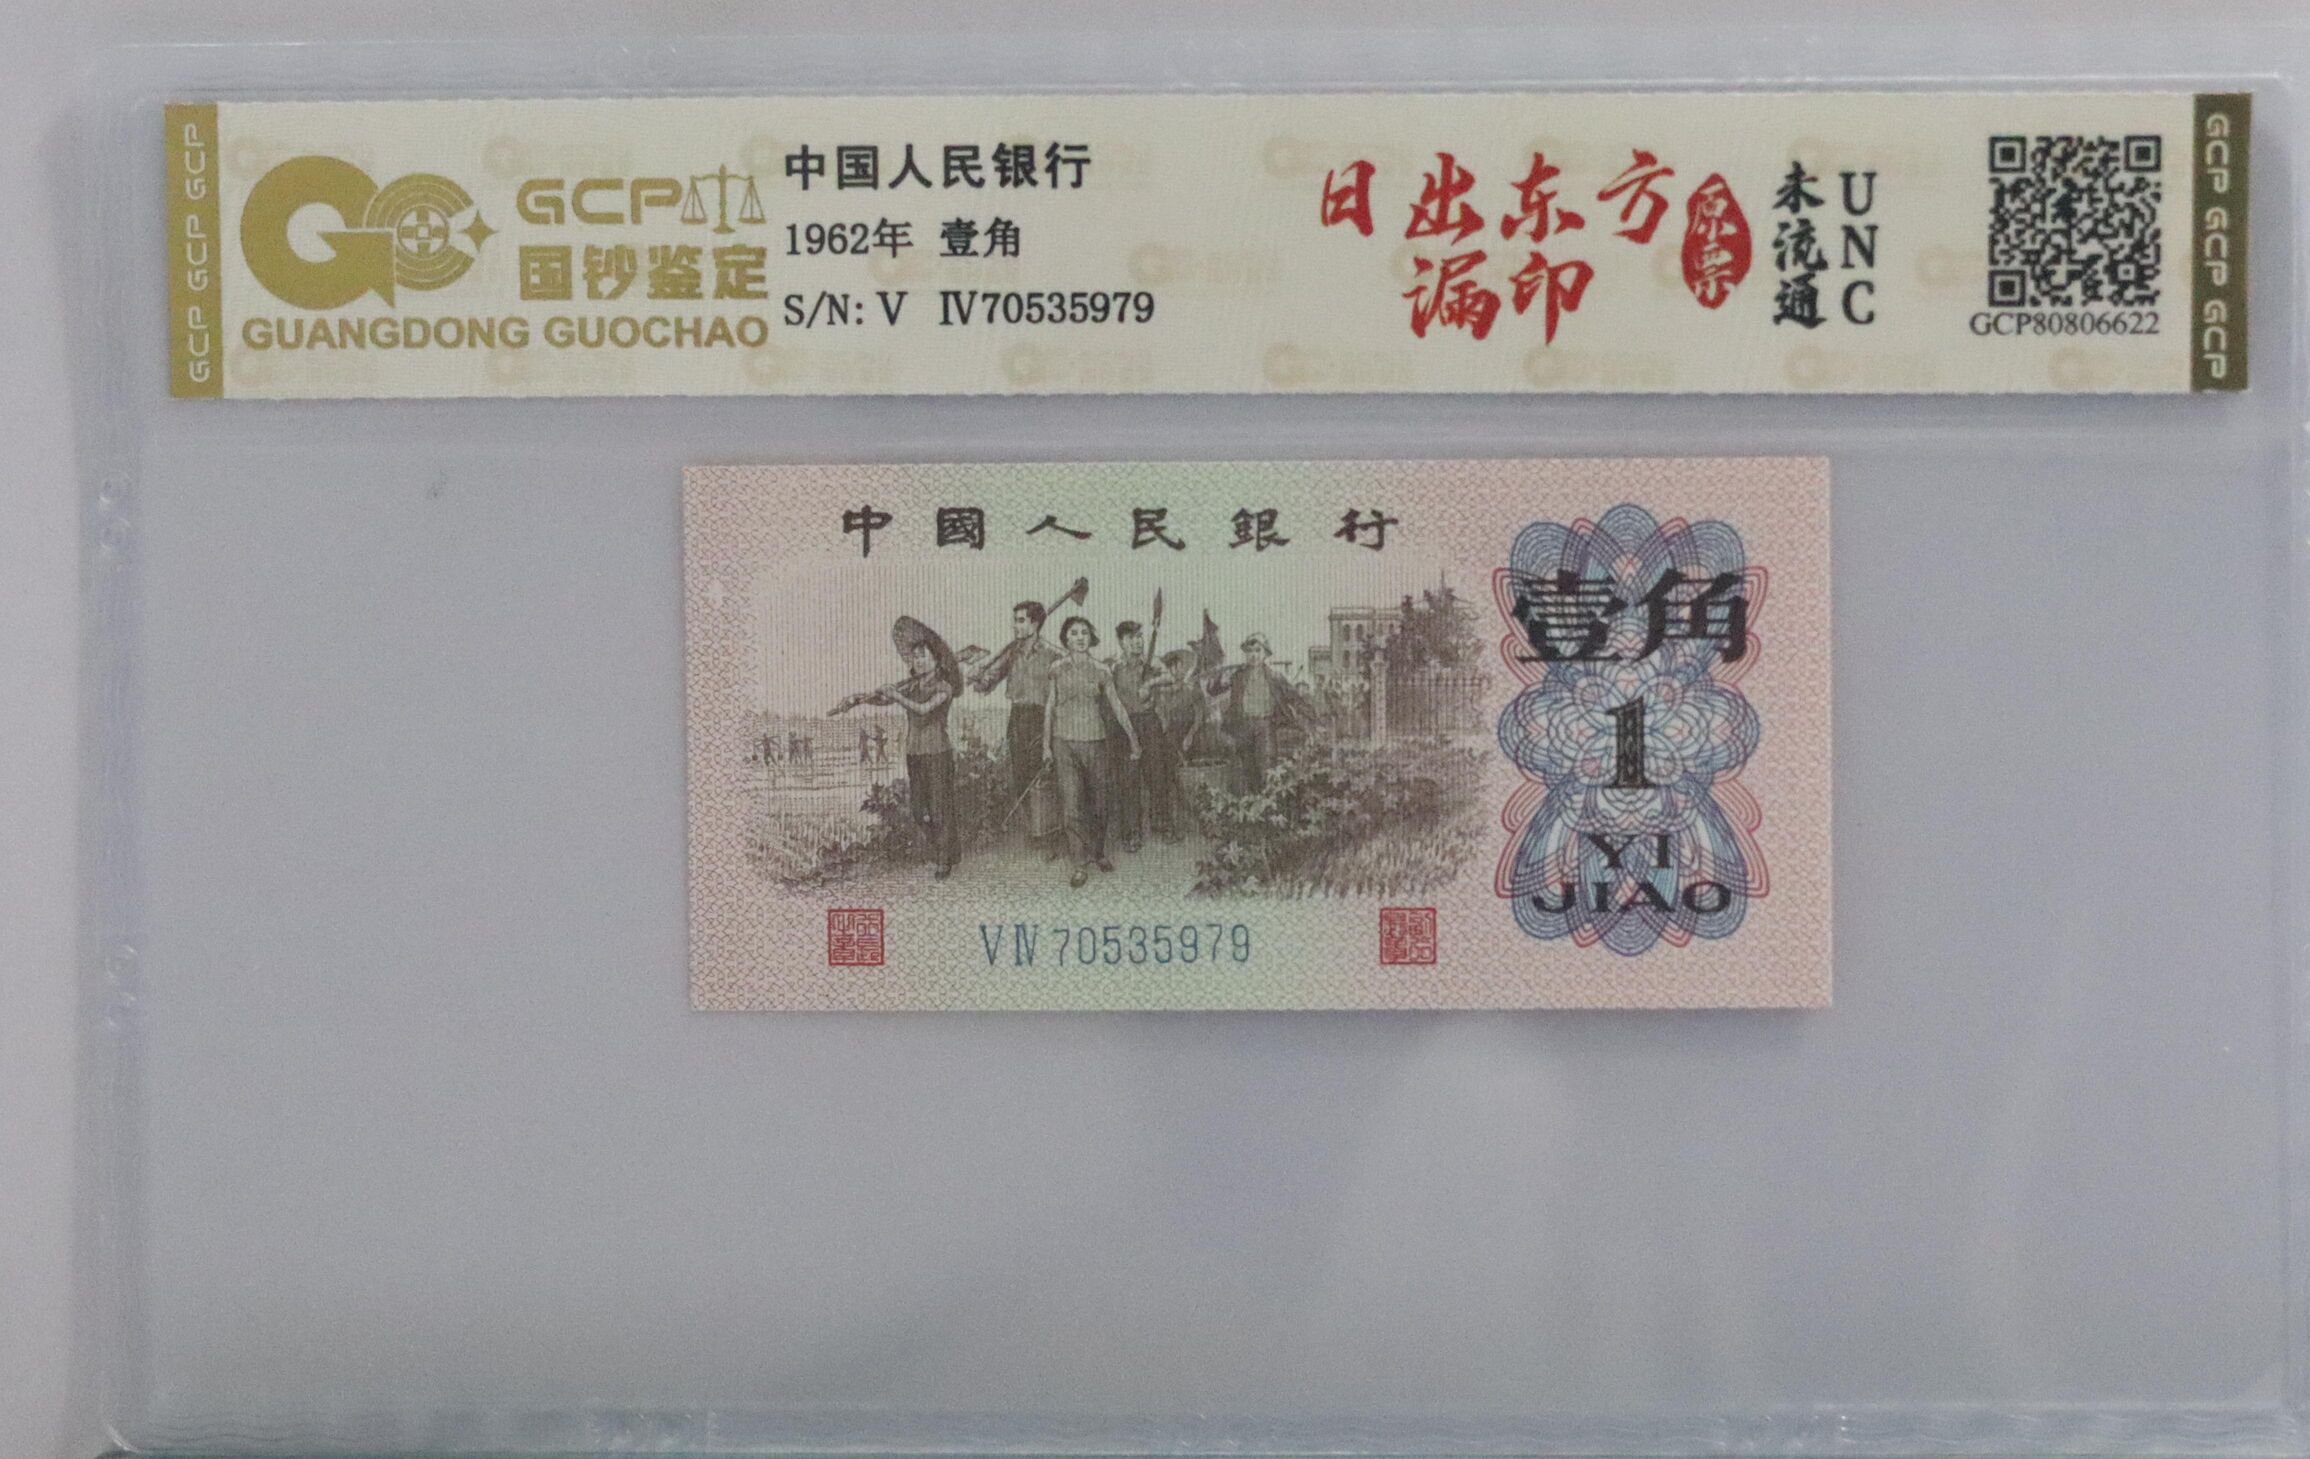 GCP GCP GCP
GCP
国钞鉴定
GUANGDONG GUOCHAO
中国人民银行
1962年 壹角
S/N: V Ⅳ70535979
日出东方
漏印
原票
未流通
UNC
GCP80806622
GCP GCP GCP
中國人民銀行
壹角
1
YI
JIAO
VⅣ70535979